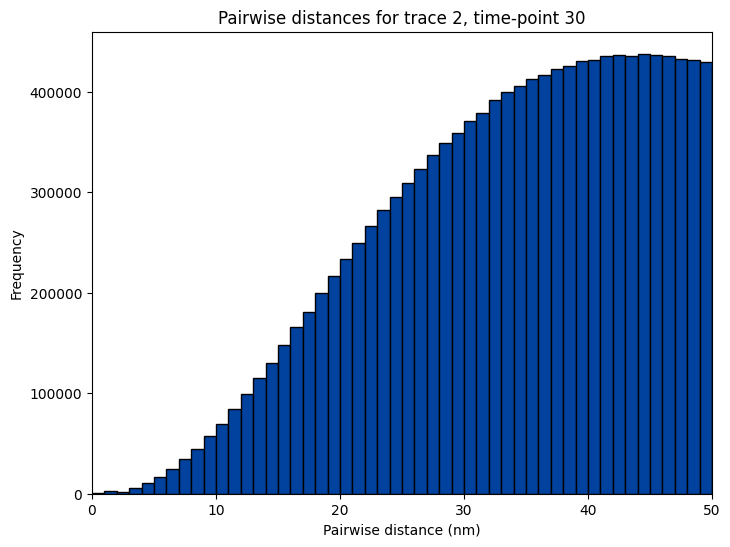 Pairwise distances for trace 2, time-point 30
Frequency
400000
300000
200000
100000
0
0 10 20 30 40 50
Pairwise distance (nm)